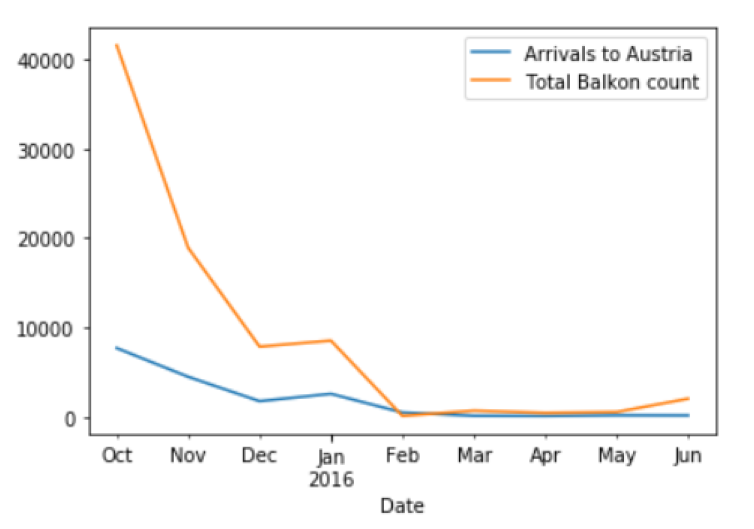 Arrivals to Austria
Total Balkon count
40000
30000
20000
10000
0
Oct Nov Dec Jan Feb Mar Apr May Jun
2016
Date